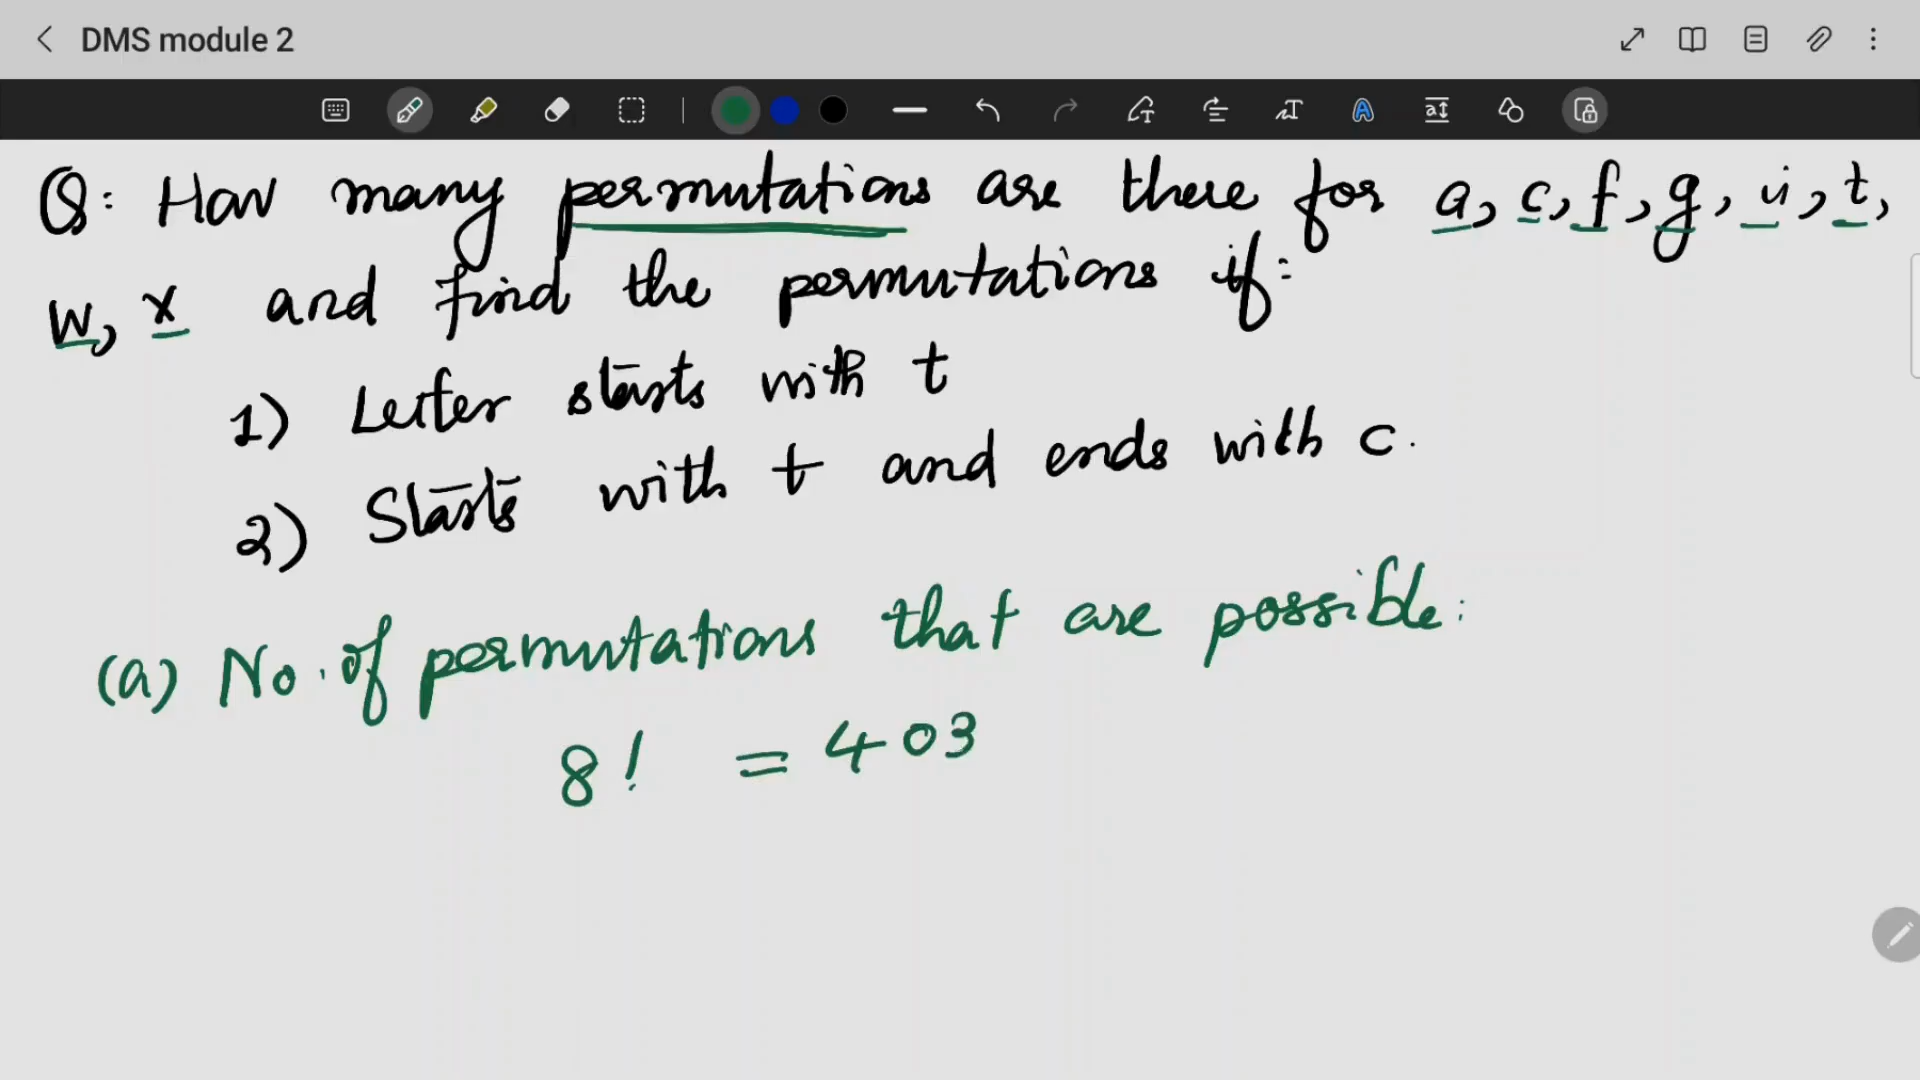 DMS module 2
Q: How many permutations are there for a, c, f, g, i, t,
w, x and find the permutations if:
1) Letter starts with t
2) Starts with t and ends with c.
(a) No. of permutations that are possible:
8! = 403